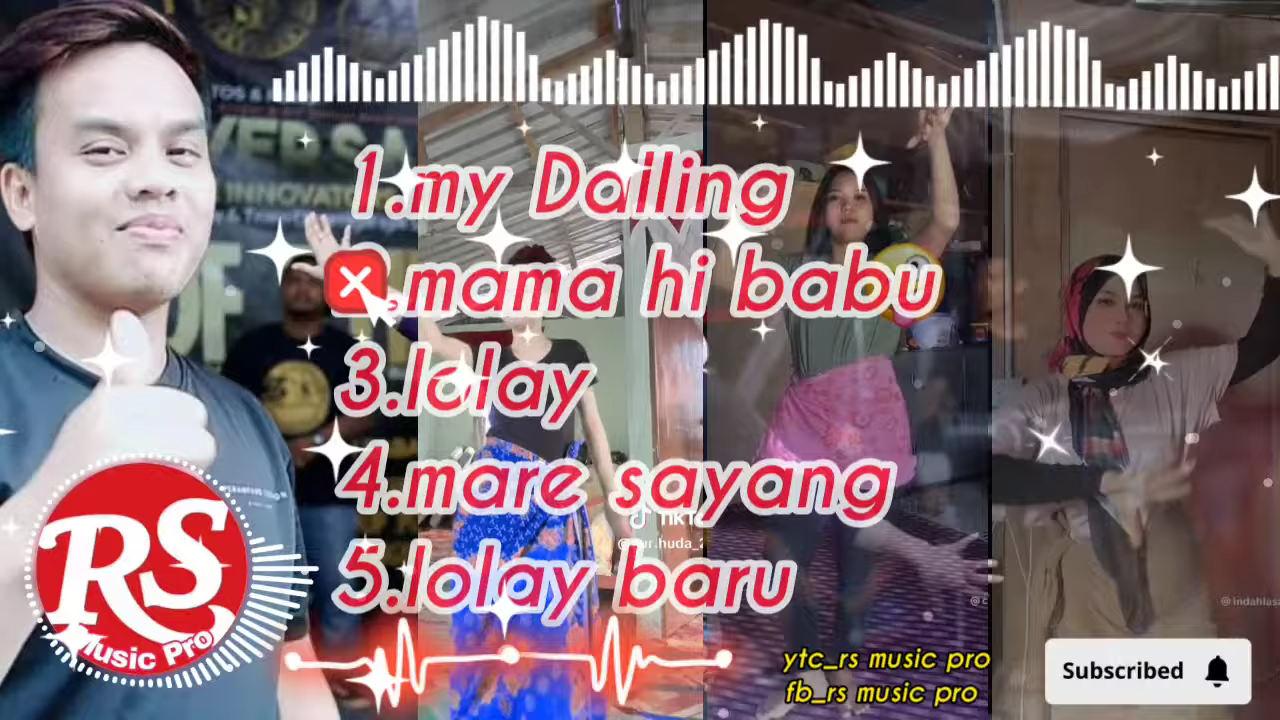 1.my Dalling
.mama hi babu
3.lolay
4.mare sayang
5.lolay baru
RS
Music Pro
ytc_rs music pro
fb_rs music pro
Subscribed